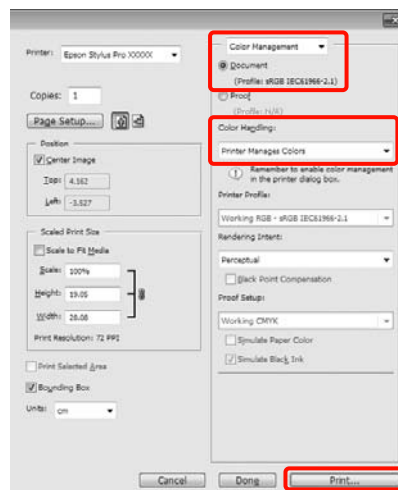 Printer: Epson Stylus Pro XXXXX
Copies: 1
Page Setup...
Position
Center Image
Top: 4.162
Left: -3.527
Scaled Print Size
Scale to Fit Media
Scale: 100%
Height: 19.05
Width: 28.08
Print Resolution: 72 PPI
Print Selected Area
Bounding Box
Units: cm
Color Management
Document
(Profile: sRGB IEC61966-2.1)
Proof
(Profile: N/A)
Color Handling:
Printer Manages Colors
Remember to enable color management
in the printer dialog box.
Printer Profile:
Working RGB - sRGB IEC61966-2.1
Rendering Intent:
Perceptual
Black Point Compensation
Proof Setup:
Working CMYK
Simulate Paper Color
Simulate Black Ink
Cancel
Done
Print...